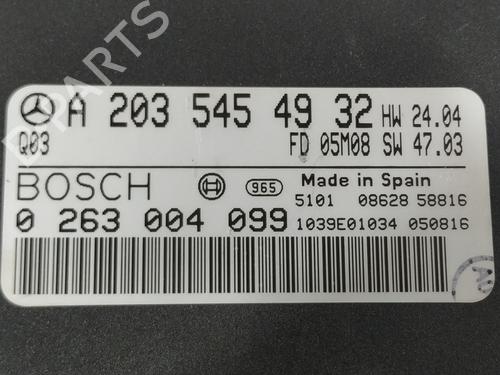 A 203 545 49 32 HW 24.04
Q03 FD 05M08 SW 47.03
BOSCH 965 Made in Spain
5101 08628 58816
0 263 004 099 1039E01034 050816
B-PARTS